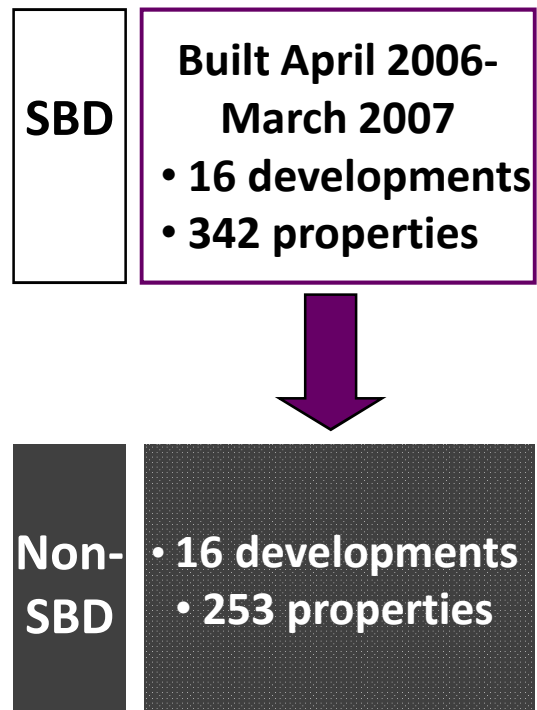 SBD
Built April 2006-
March 2007
• 16 developments
• 342 properties
Non-
SBD
• 16 developments
• 253 properties